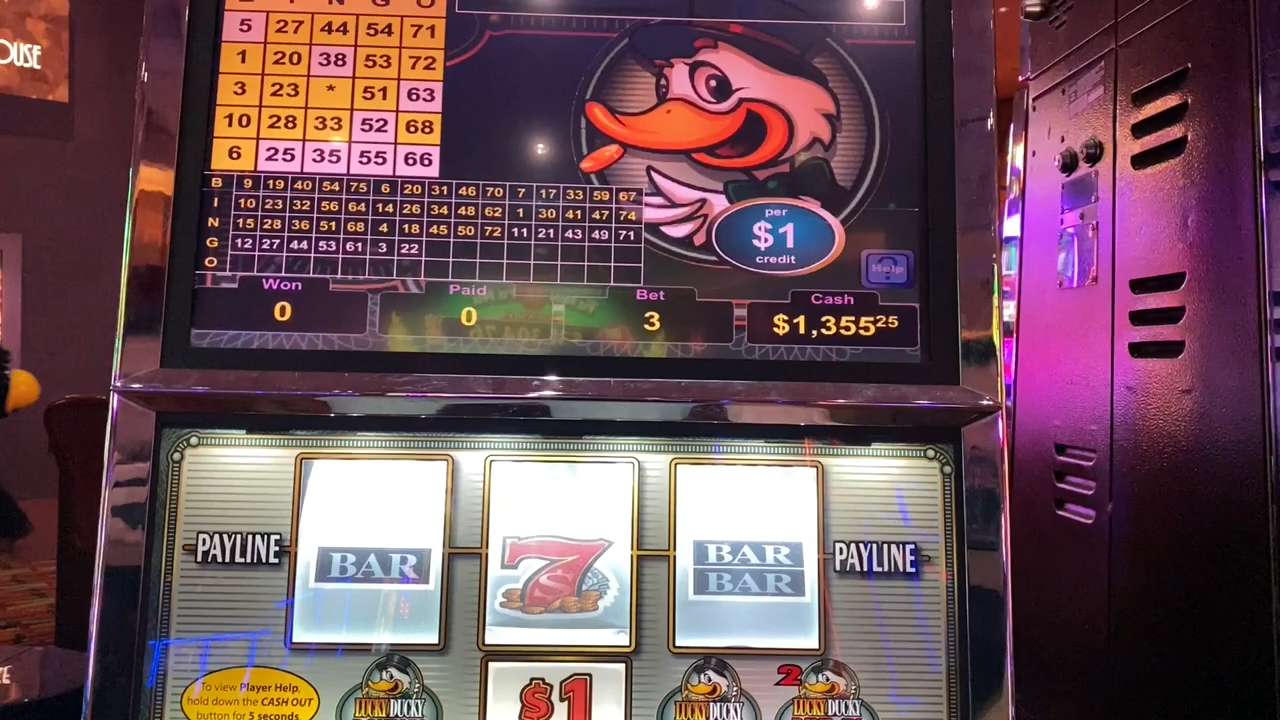 OUSE
B I N G O
5 27 44 54 71
1 20 38 53 72
3 23 * 51 63
10 28 33 52 68
6 25 35 55 66
B 9 19 40 54 75 6 20 31 46 70 7 17 33 59 67
I 10 23 32 56 64 14 26 34 48 62 1 30 41 47 74
N 15 28 36 51 68 4 18 45 50 72 11 21 43 49 71
G 12 27 44 53 61 3 22
O
per
$1
credit
Help
Won Paid Bet Cash
0 0 3 $1,355 25
PAYLINE BAR 7 BAR PAYLINE
$ BAR
To view Player Help,
hold down the CASH OUT
button for 5 seconds
$1
2
LUCKY DUCKY LUCKY DUCKY LUCKY DUCKY